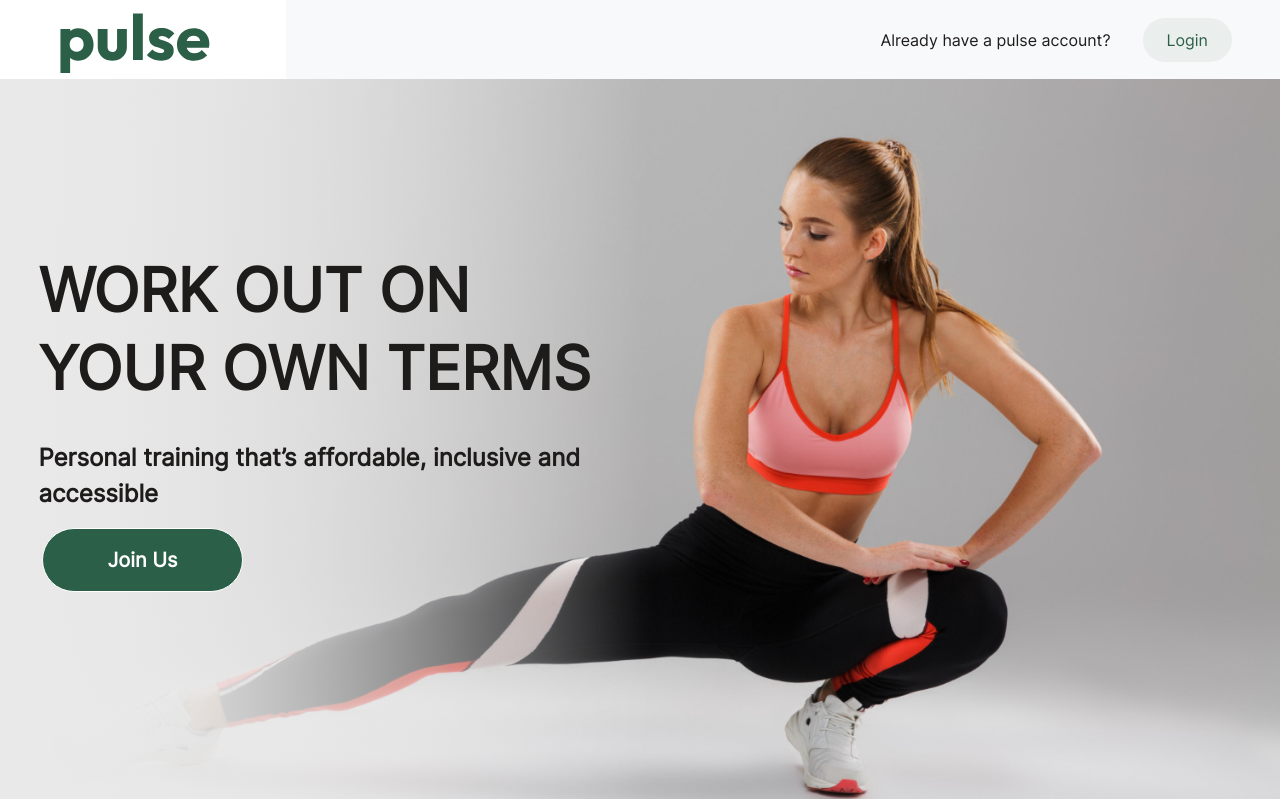 pulse
Already have a pulse account?
Login
WORK OUT ON
YOUR OWN TERMS
Personal training that’s affordable, inclusive and
accessible
Join Us